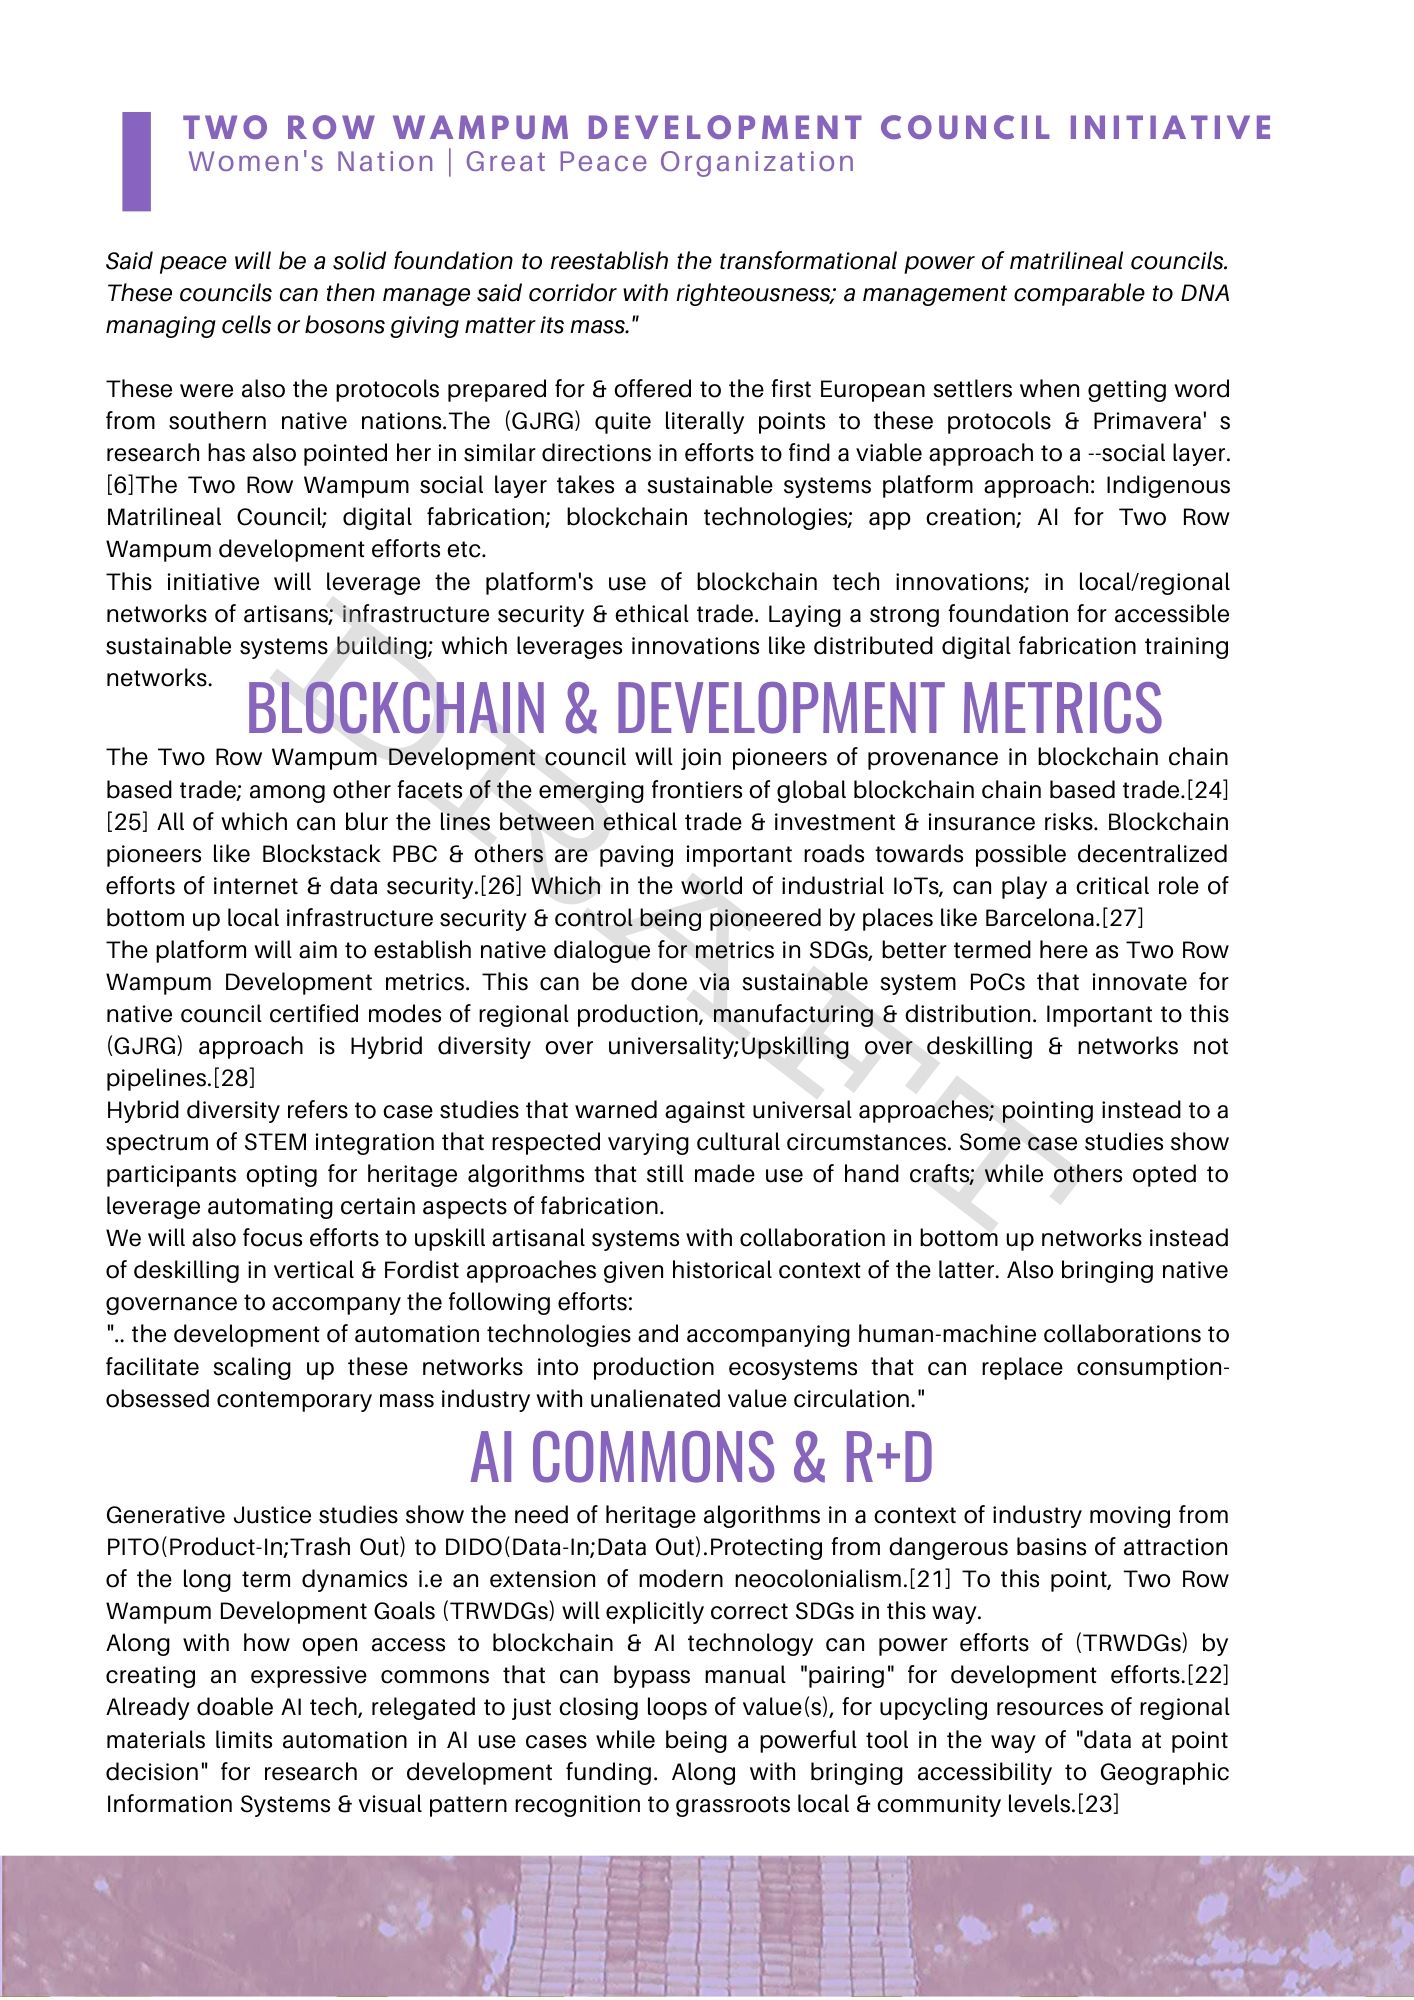 TWO ROW WAMPUM DEVELOPMENT COUNCIL INITIATIVE
Women's Nation | Great Peace Organization
Said peace will be a solid foundation to reestablish the transformational power of matrilineal councils.
These councils can then manage said corridor with righteousness; a management comparable to DNA
managing cells or bosons giving matter its mass."
These were also the protocols prepared for & offered to the first European settlers when getting word
from southern native nations.The (GJRG) quite literally points to these protocols & Primavera' s
research has also pointed her in similar directions in efforts to find a viable approach to a --social layer.
[6]The Two Row Wampum social layer takes a sustainable systems platform approach: Indigenous
Matrilineal Council; digital fabrication; blockchain technologies; app creation; AI for Two Row
Wampum development efforts etc.
This initiative will leverage the platform's use of blockchain tech innovations; in local/regional
networks of artisans; infrastructure security & ethical trade. Laying a strong foundation for accessible
sustainable systems building; which leverages innovations like distributed digital fabrication training
networks.
BLOCKCHAIN & DEVELOPMENT METRICS
The Two Row Wampum Development council will join pioneers of provenance in blockchain chain
based trade; among other facets of the emerging frontiers of global blockchain chain based trade.[24]
[25] All of which can blur the lines between ethical trade & investment & insurance risks. Blockchain
pioneers like Blockstack PBC & others are paving important roads towards possible decentralized
efforts of internet & data security.[26] Which in the world of industrial IoTs, can play a critical role of
bottom up local infrastructure security & control being pioneered by places like Barcelona.[27]
The platform will aim to establish native dialogue for metrics in SDGs, better termed here as Two Row
Wampum Development metrics. This can be done via sustainable system PoCs that innovate for
native council certified modes of regional production, manufacturing & distribution. Important to this
(GJRG) approach is Hybrid diversity over universality;Upskilling over deskilling & networks not
pipelines.[28]
Hybrid diversity refers to case studies that warned against universal approaches; pointing instead to a
spectrum of STEM integration that respected varying cultural circumstances. Some case studies show
participants opting for heritage algorithms that still made use of hand crafts; while others opted to
leverage automating certain aspects of fabrication.
We will also focus efforts to upskill artisanal systems with collaboration in bottom up networks instead
of deskilling in vertical & Fordist approaches given historical context of the latter. Also bringing native
governance to accompany the following efforts:
".. the development of automation technologies and accompanying human-machine collaborations to
facilitate scaling up these networks into production ecosystems that can replace consumption-
obsessed contemporary mass industry with unalienated value circulation."
AI COMMONS & R+D
Generative Justice studies show the need of heritage algorithms in a context of industry moving from
PITO(Product-In;Trash Out) to DIDO(Data-In;Data Out).Protecting from dangerous basins of attraction
of the long term dynamics i.e an extension of modern neocolonialism.[21] To this point, Two Row
Wampum Development Goals (TRWDGs) will explicitly correct SDGs in this way.
Along with how open access to blockchain & AI technology can power efforts of (TRWDGs) by
creating an expressive commons that can bypass manual "pairing" for development efforts.[22]
Already doable AI tech, relegated to just closing loops of value(s), for upcycling resources of regional
materials limits automation in AI use cases while being a powerful tool in the way of "data at point
decision" for research or development funding. Along with bringing accessibility to Geographic
Information Systems & visual pattern recognition to grassroots local & community levels.[23]
DRAFT